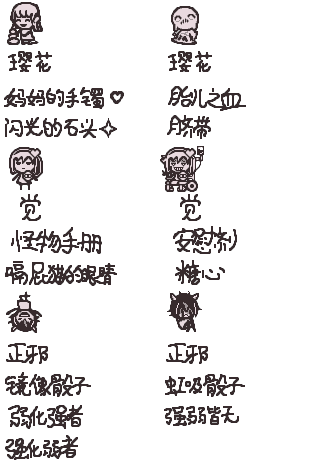 璎花
璎花
妈妈的手镯♡
胎儿之血
闪光的石头✧
脐带
觉
觉
怪物手册
安慰剂
嗝屁猫的眼睛
糖心
正邪
正邪
镜像骰子
虹吸骰子
弱化强者
强弱皆无
强化弱者